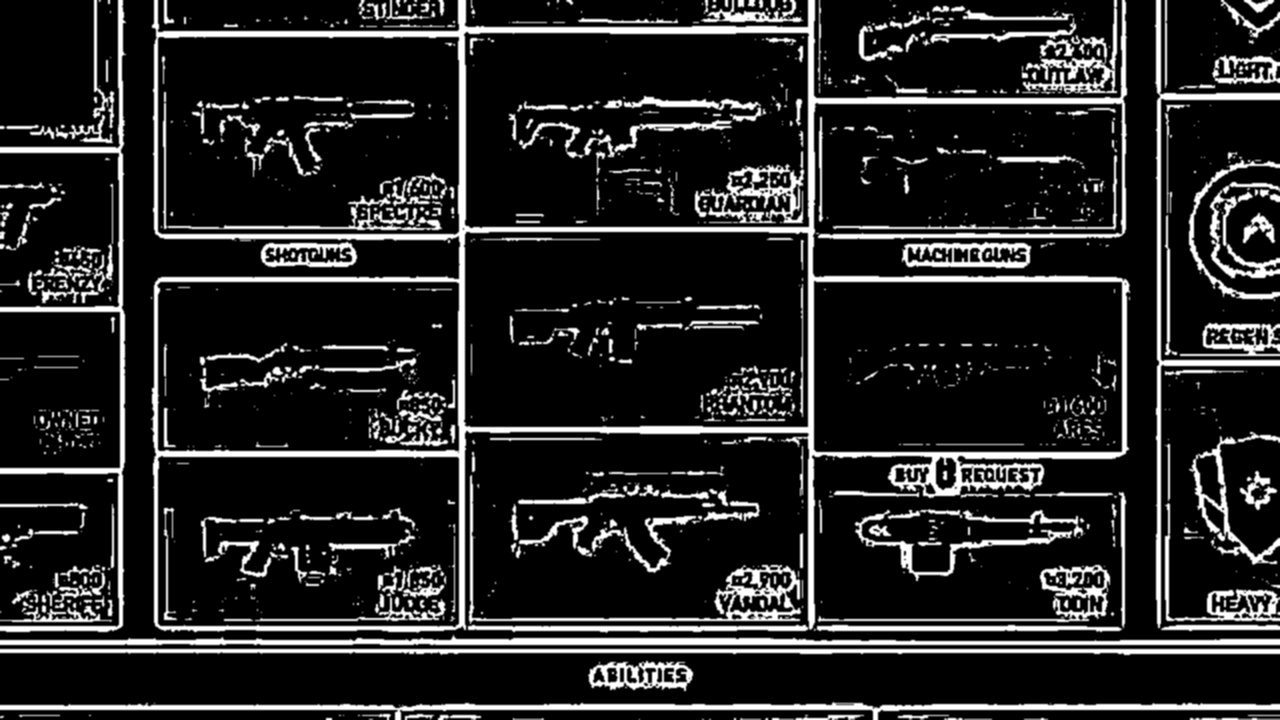 STINGER
BULLDOG
2,400
OUTLAW
LIGHT
1,600
SPECTRE
2,250
GUARDIAN
450
FRENZY
SHOTGUNS
MACHINE GUNS
REGEN S
850
BUCKY
2,900
PHANTOM
OWNED
1,600
ARES
BUY
REQUEST
800
SHERIFF
1,850
JUDGE
2,900
VANDAL
3,200
ODIN
HEAVY
ABILITIES